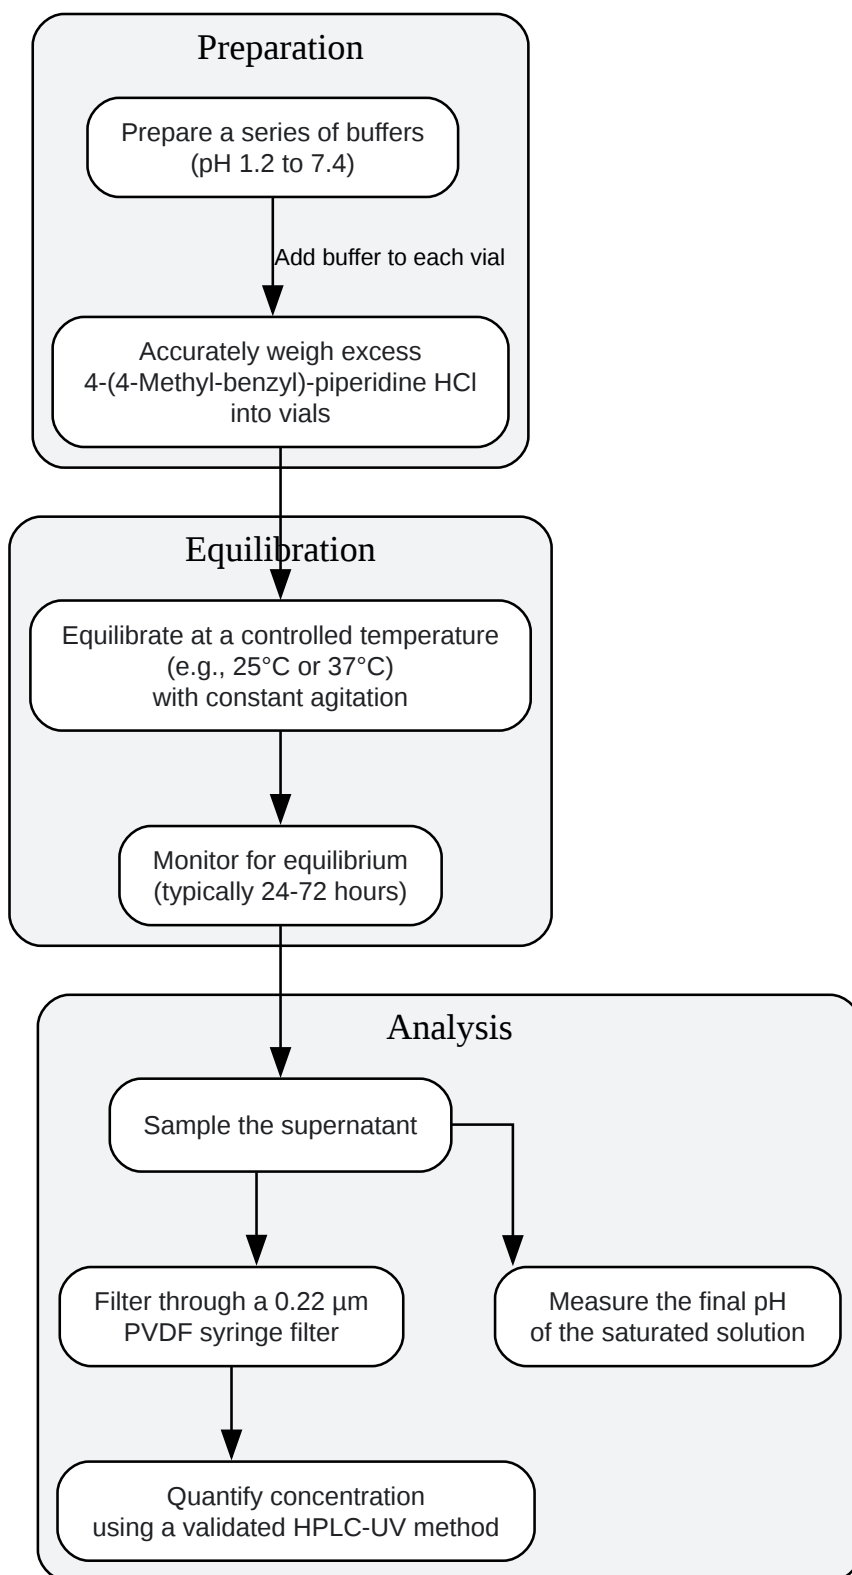 Preparation
Prepare a series of buffers
(pH 1.2 to 7.4)
Add buffer to each vial
Accurately weigh excess
4-(4-Methyl-benzyl)-piperidine HCl
into vials
Equilibration
Equilibrate at a controlled temperature
(e.g., 25°C or 37°C)
with constant agitation
Monitor for equilibrium
(typically 24-72 hours)
Analysis
Sample the supernatant
Filter through a 0.22 µm
PVDF syringe filter
Measure the final pH
of the saturated solution
Quantify concentration
using a validated HPLC-UV method